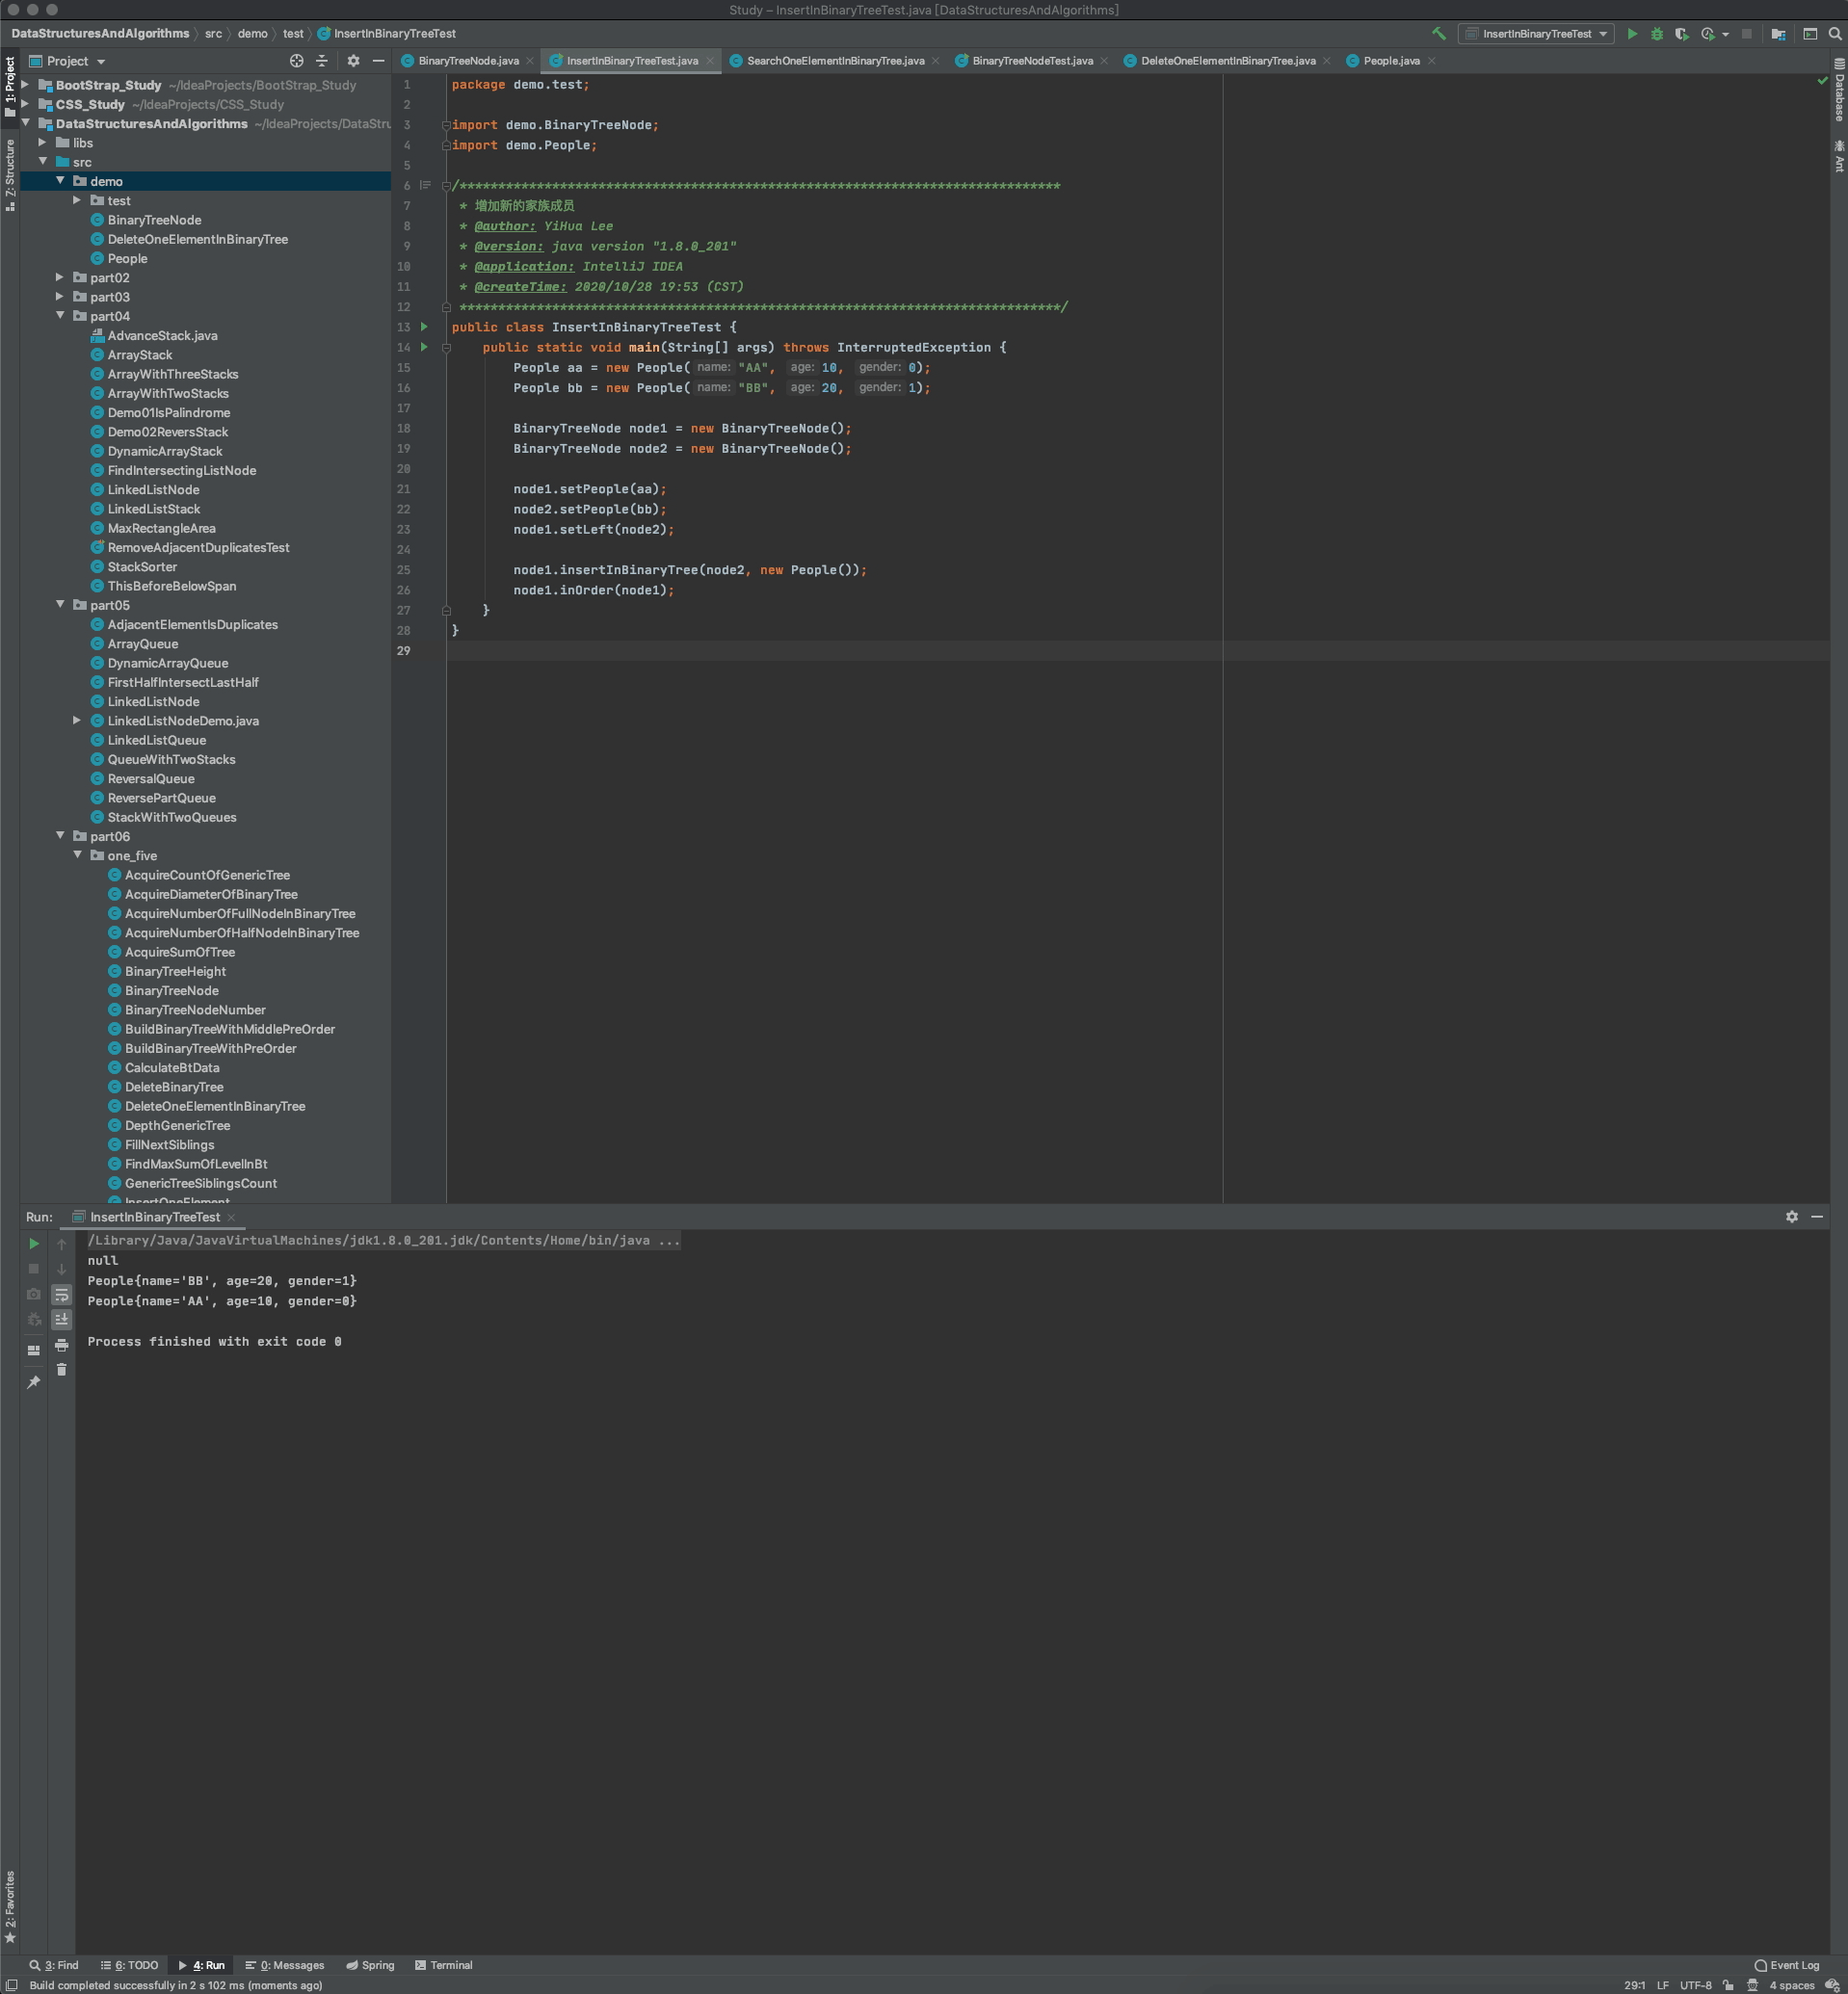 Study – InsertInBinaryTreeTest.java [DataStructuresAndAlgorithms]
DataStructuresAndAlgorithms src demo test InsertInBinaryTreeTest
InsertInBinaryTreeTest
1: Project
7: Structure
2: Favorites
Database
Ant
Project
BootStrap_Study ~/IdeaProjects/BootStrap_Study
CSS_Study ~/IdeaProjects/CSS_Study
DataStructuresAndAlgorithms ~/IdeaProjects/DataStru
libs
src
demo
test
BinaryTreeNode
DeleteOneElementInBinaryTree
People
part02
part03
part04
AdvanceStack.java
ArrayStack
ArrayWithThreeStacks
ArrayWithTwoStacks
Demo01IsPalindrome
Demo02ReversStack
DynamicArrayStack
FindIntersectingListNode
LinkedListNode
LinkedListStack
MaxRectangleArea
RemoveAdjacentDuplicatesTest
StackSorter
ThisBeforeBelowSpan
part05
AdjacentElementIsDuplicates
ArrayQueue
DynamicArrayQueue
FirstHalfIntersectLastHalf
LinkedListNode
LinkedListNodeDemo.java
LinkedListQueue
QueueWithTwoStacks
ReversalQueue
ReversePartQueue
StackWithTwoQueues
part06
one_five
AcquireCountOfGenericTree
AcquireDiameterOfBinaryTree
AcquireNumberOfFullNodeInBinaryTree
AcquireNumberOfHalfNodeInBinaryTree
AcquireSumOfTree
BinaryTreeHeight
BinaryTreeNode
BinaryTreeNodeNumber
BuildBinaryTreeWithMiddlePreOrder
BuildBinaryTreeWithPreOrder
CalculateBtData
DeleteBinaryTree
DeleteOneElementInBinaryTree
DepthGenericTree
FillNextSiblings
FindMaxSumOfLevelInBt
GenericTreeSiblingsCount
InsertOneElement
BinaryTreeNode.java InsertInBinaryTreeTest.java SearchOneElementInBinaryTree.java BinaryTreeNodeTest.java DeleteOneElementInBinaryTree.java People.java
1 package demo.test;
2
3 import demo.BinaryTreeNode;
4 import demo.People;
5
6 /******************************************************************************
7 * 增加新的家族成员
8 * @author: YiHua Lee
9 * @version: java version "1.8.0_201"
10 * @application: IntelliJ IDEA
11 * @createTime: 2020/10/28 19:53 (CST)
12 ******************************************************************************/
13 public class InsertInBinaryTreeTest {
14 public static void main(String[] args) throws InterruptedException {
15 People aa = new People( name: "AA", age: 10, gender: 0);
16 People bb = new People( name: "BB", age: 20, gender: 1);
17
18 BinaryTreeNode node1 = new BinaryTreeNode();
19 BinaryTreeNode node2 = new BinaryTreeNode();
20
21 node1.setPeople(aa);
22 node2.setPeople(bb);
23 node1.setLeft(node2);
24
25 node1.insertInBinaryTree(node2, new People());
26 node1.inOrder(node1);
27 }
28 }
29
Run: InsertInBinaryTreeTest
/Library/Java/JavaVirtualMachines/jdk1.8.0_201.jdk/Contents/Home/bin/java ...
null
People{name='BB', age=20, gender=1}
People{name='AA', age=10, gender=0}
Process finished with exit code 0
3: Find 6: TODO 4: Run 0: Messages Spring Terminal Event Log
Build completed successfully in 2 s 102 ms (moments ago) 29:1 LF UTF-8 4 spaces